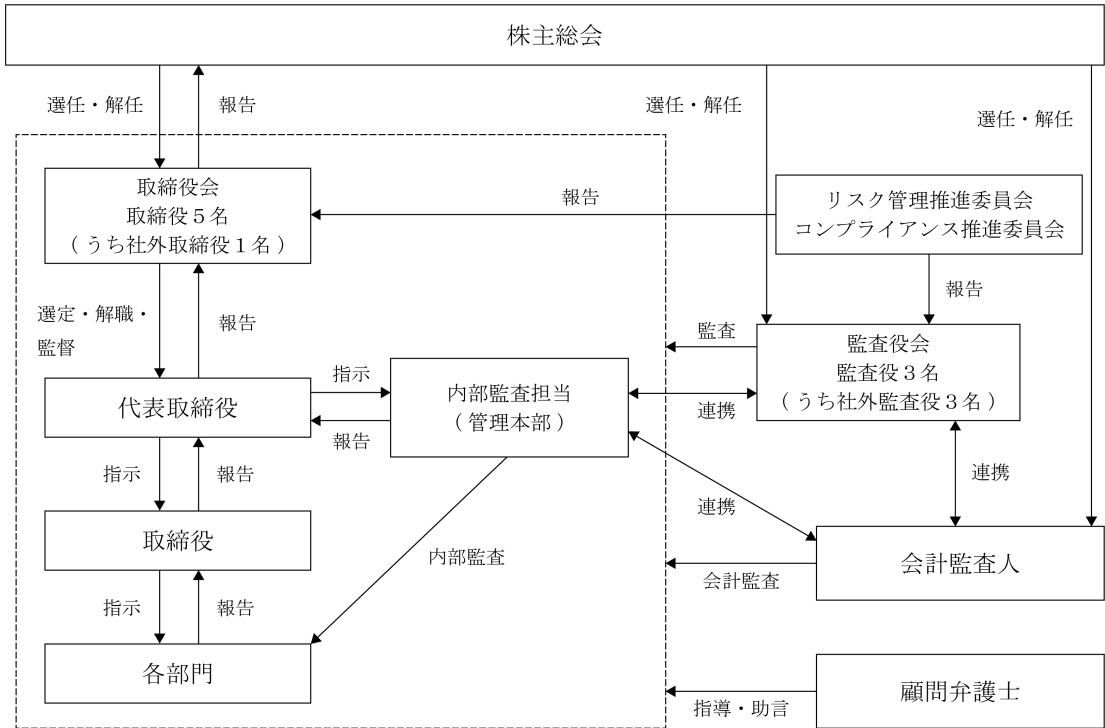 株主総会
選任・解任
報告
選任・解任
選任・解任
取締役会
取締役5名
(うち社外取締役1名)
報告
リスク管理推進委員会
コンプライアンス推進委員会
報告
選定・解職・
監督
報告
監査
監査役会
監査役3名
(うち社外監査役3名)
代表取締役
指示
報告
内部監査担当
(管理本部)
連携
指示
報告
連携
連携
取締役
内部監査
会計監査人
会計監査
指示
報告
各部門
顧問弁護士
指導・助言